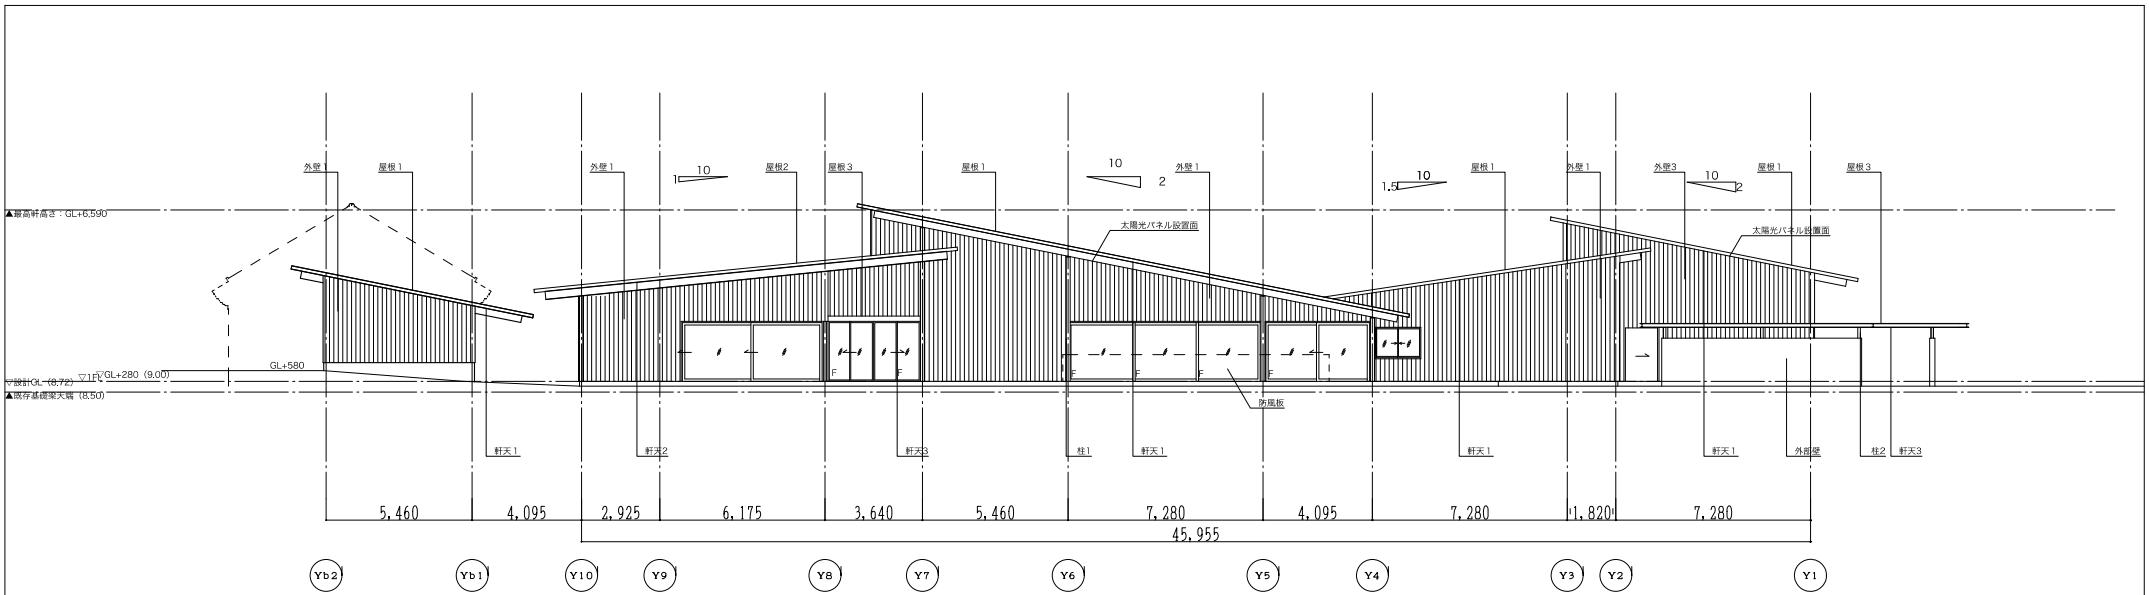 外壁1 屋根1 外壁1 10 1 屋根2 屋根3 屋根1 10 2 外壁1 10 1.5 屋根1 外壁1 外壁3 10 2 屋根1 屋根3
▲最高軒高さ：GL+6,590
太陽光パネル設置面 太陽光パネル設置面
GL+580
▽GL+280 (9.00)
▽1FL
▽設計GL (8.72)
▲既存基礎梁天端 (8.50)
F F F F F F
防風板
軒天1 軒天2 軒天3 柱1 軒天1 軒天1 軒天1 外部壁 柱2 軒天3
5,460 4,095 2,925 6,175 3,640 5,460 7,280 4,095 7,280 1,820 7,280
45,955
Yb2 Yb1 Y10 Y9 Y8 Y7 Y6 Y5 Y4 Y3 Y2 Y1